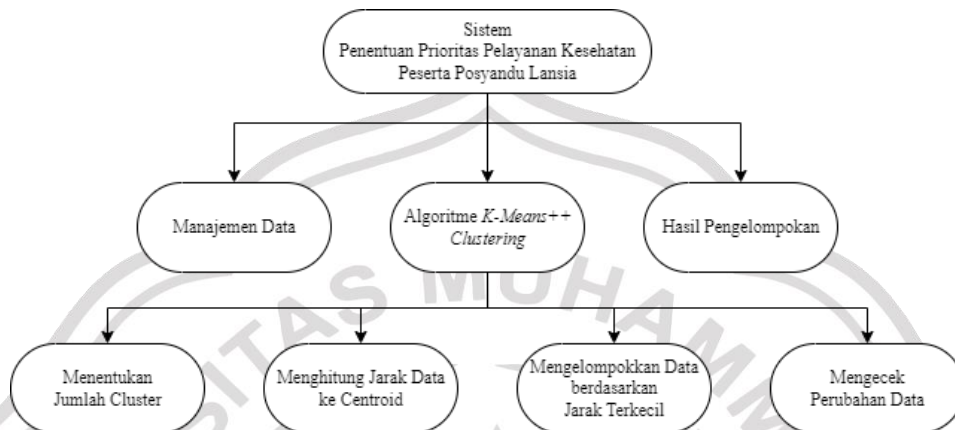 Sistem
Penentuan Prioritas Pelayanan Kesehatan
Peserta Posyandu Lansia
Manajemen Data
Algoritme K-Means++
Clustering
Hasil Pengelompokan
Menentukan
Jumlah Cluster
Menghitung Jarak Data
ke Centroid
Mengelompokkan Data
berdasarkan
Jarak Terkecil
Mengecek
Perubahan Data